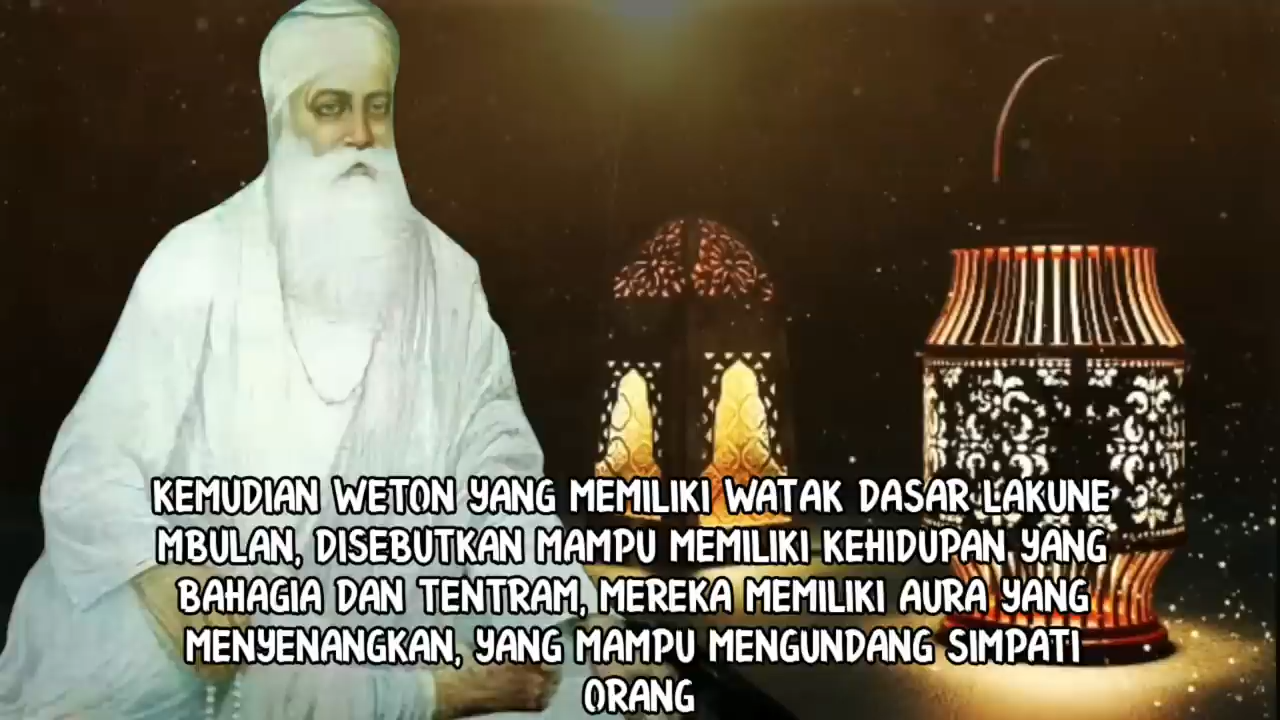 KEMUDIAN WETON YANG MEMILIKI WATAK DASAR LAKUNE
MBULAN, DISEBUTKAN MAMPU MEMILIKI KEHIDUPAN YANG
BAHAGIA DAN TENTRAM, MEREKA MEMILIKI AURA YANG
MENYENANGKAN, YANG MAMPU MENGUNDANG SIMPATI
ORANG